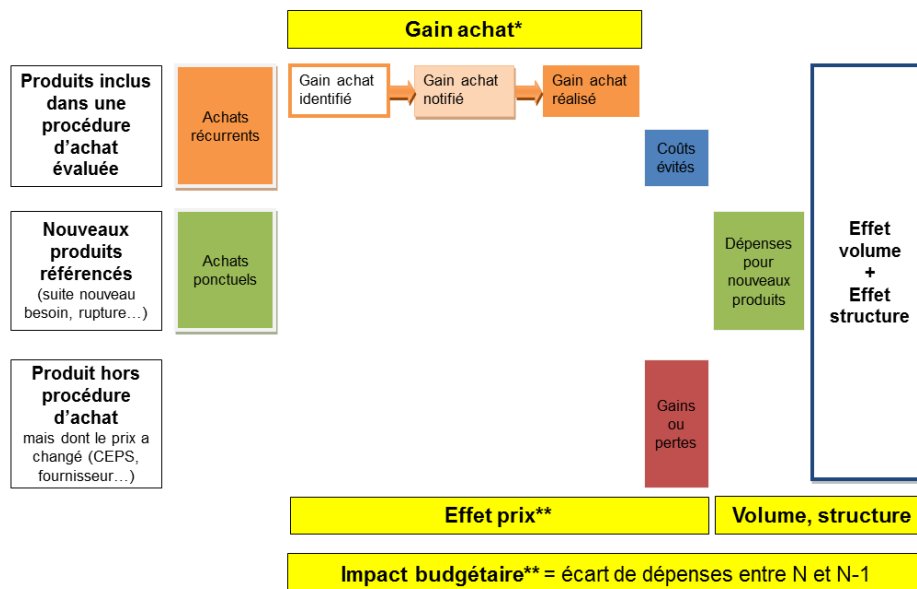 Gain achat*
Produits inclus
dans une
procédure
d'achat
évaluée
Achats
récurrents
Gain achat
identifié
Gain achat
notifié
Gain achat
réalisé
Coûts
évités
Nouveaux
produits
référencés
(suite nouveau
besoin, rupture…)
Achats
ponctuels
Dépenses
pour
nouveaux
produits
Effet
volume
+
Effet
structure
Produit hors
procédure
d'achat
mais dont le prix a
changé (CEPS,
fournisseur…)
Gains
ou
pertes
Effet prix**
Volume, structure
Impact budgétaire** = écart de dépenses entre N et N-1